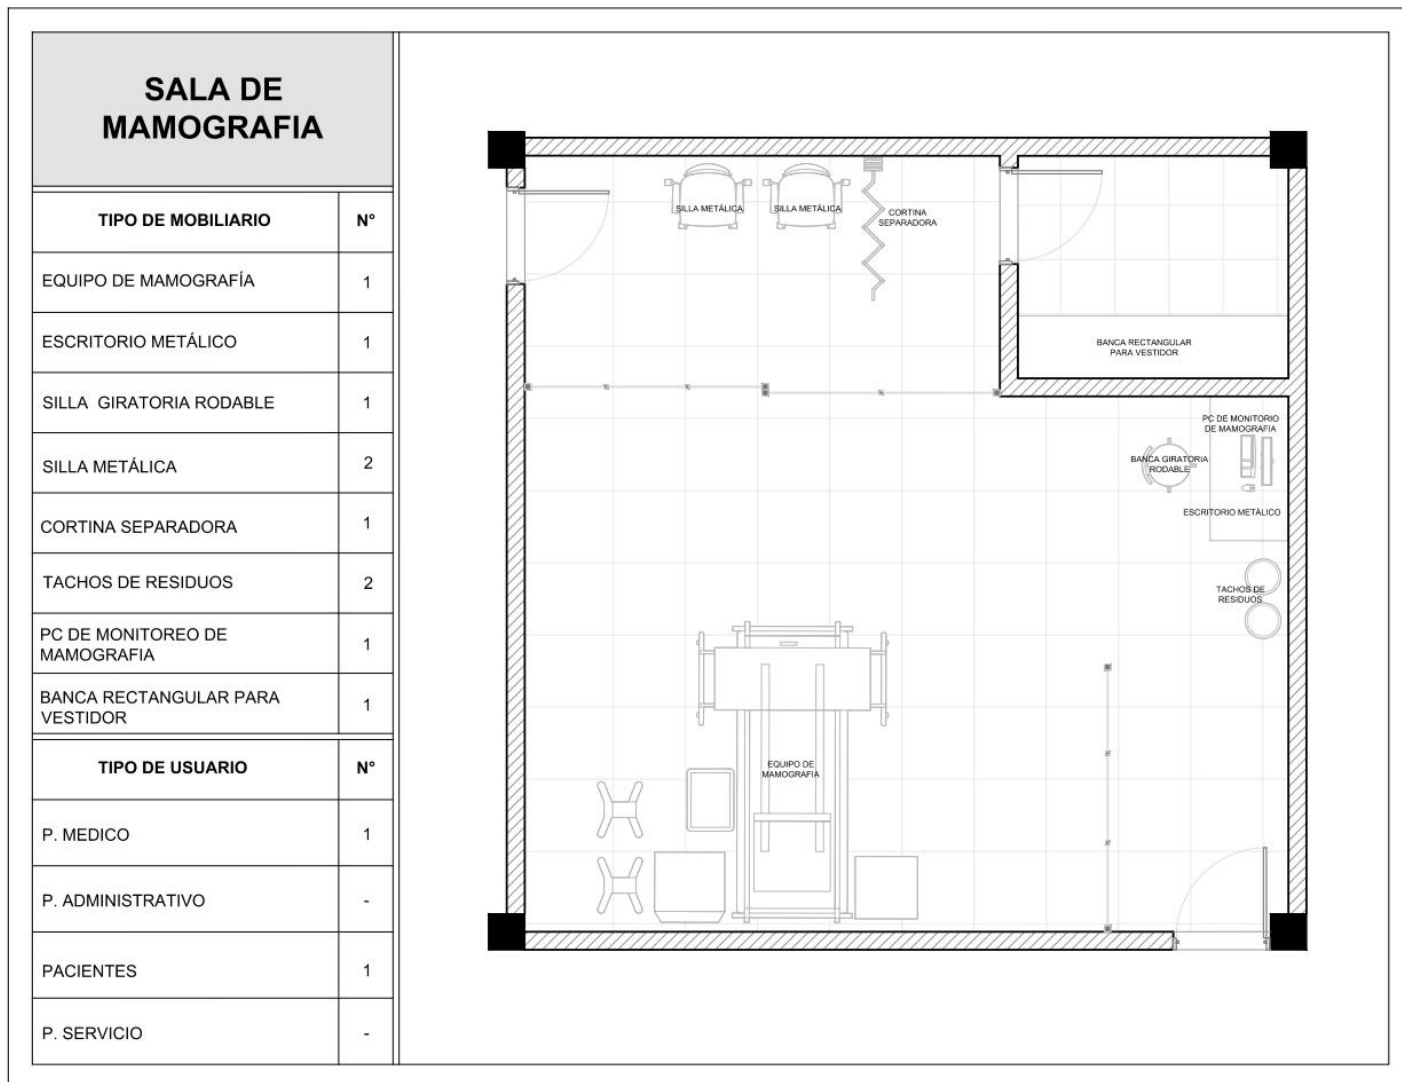 SALA DE
MAMOGRAFIA
TIPO DE MOBILIARIO N°
EQUIPO DE MAMOGRAFÍA 1
ESCRITORIO METÁLICO 1
SILLA GIRATORIA RODABLE 1
SILLA METÁLICA 2
CORTINA SEPARADORA 1
TACHOS DE RESIDUOS 2
PC DE MONITOREO DE
MAMOGRAFIA 1
BANCA RECTANGULAR PARA
VESTIDOR 1
TIPO DE USUARIO N°
P. MEDICO 1
P. ADMINISTRATIVO -
PACIENTES 1
P. SERVICIO -
SILLA METÁLICA
SILLA METÁLICA
CORTINA
SEPARADORA
BANCA RECTANGULAR
PARA VESTIDOR
PC DE MONITORIO
DE MAMOGRAFIA
BANCA GIRATORIA
RODABLE
ESCRITORIO METÁLICO
TACHOS DE
RESIDUOS
EQUIPO DE
MAMOGRAFIA